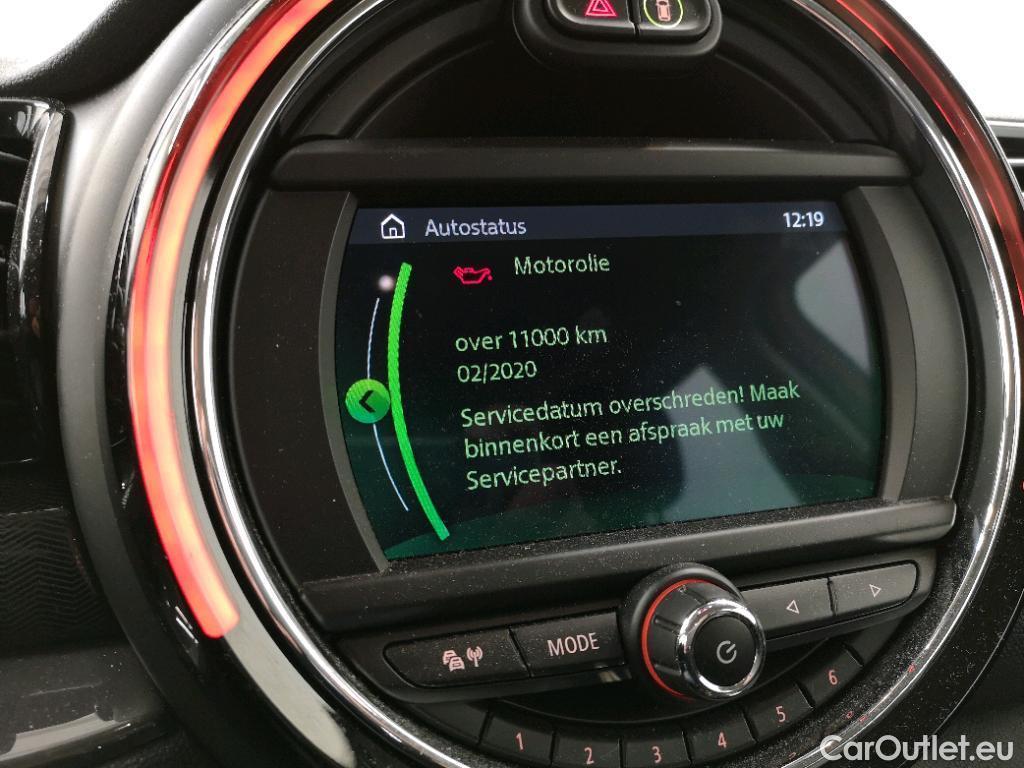 Autostatus 12:19
Motorolie
over 11000 km
02/2020
Servicedatum overschreden! Maak
binnenkort een afspraak met uw
Servicepartner.
MODE
1 2 3 4 5 6
CarOutlet.eu